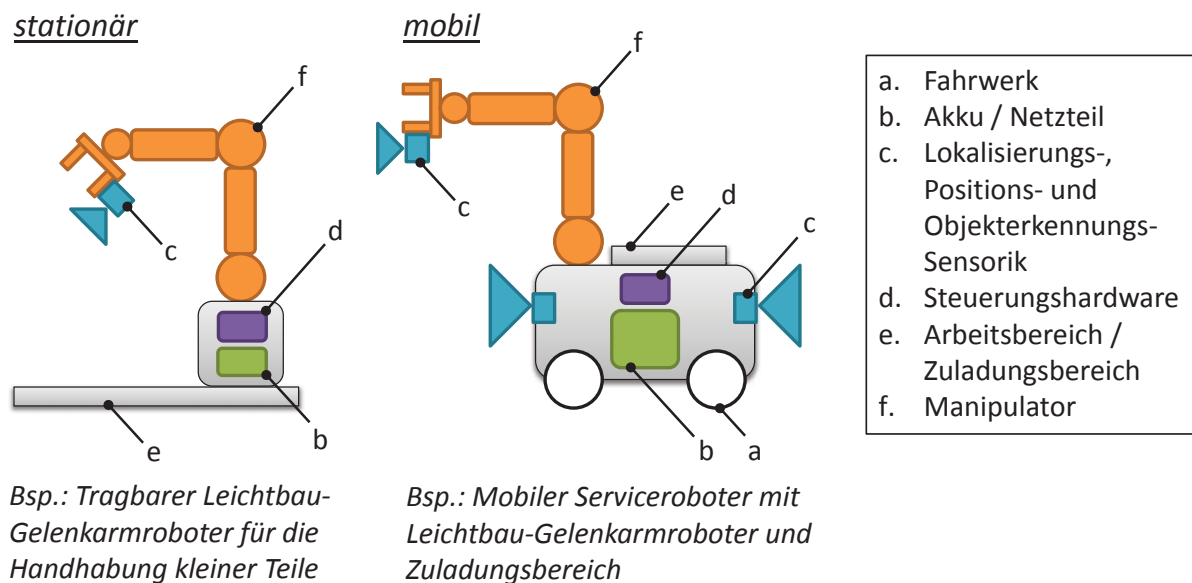 stationär
f
c
d
b
e
Bsp.: Tragbarer Leichtbau-
Gelenkarmroboter für die
Handhabung kleiner Teile
mobil
f
c
e
d
c
b
a
Bsp.: Mobiler Serviceroboter mit
Leichtbau-Gelenkarmroboter und
Zuladungsbereich
a. Fahrwerk
b. Akku / Netzteil
c. Lokalisierungs-,
Positions- und
Objekterkennungs-
Sensorik
d. Steuerungshardware
e. Arbeitsbereich /
Zuladungsbereich
f. Manipulator